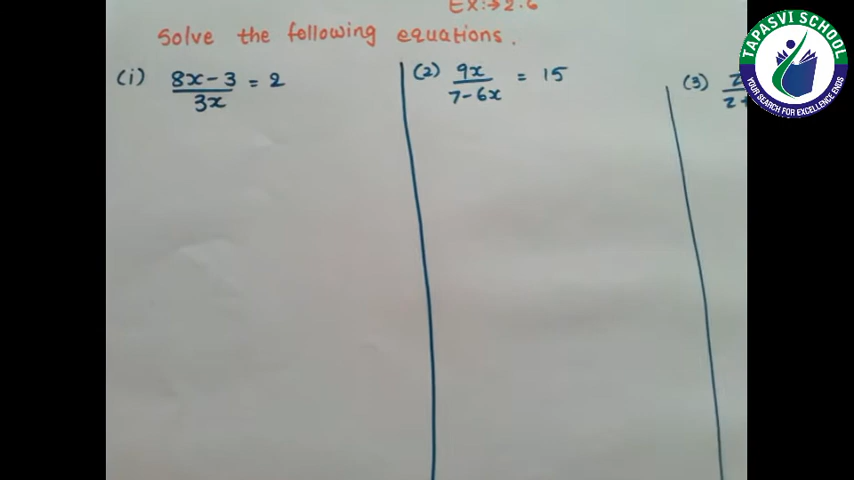 Ex:→2.6
Solve the following equations.
(i) 8x-3/3x = 2
(2) 9x/7-6x = 15
(3) z/z+
TAPASVI SCHOOL
YOUR SEARCH FOR EXCELLENCE ENDS